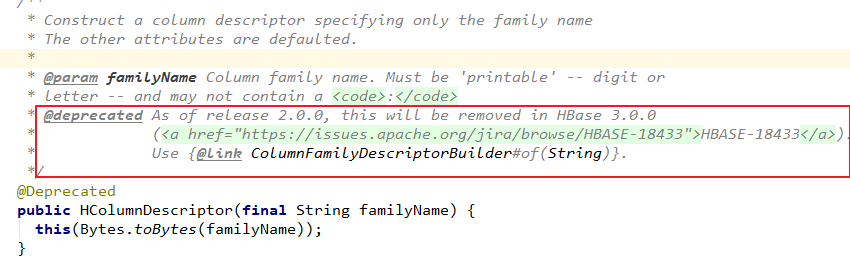 /**
* Construct a column descriptor specifying only the family name
* The other attributes are defaulted.
*
* @param familyName Column family name. Must be 'printable' -- digit or
* letter -- and may not contain a <code>:</code>
* @deprecated As of release 2.0.0, this will be removed in HBase 3.0.0
* (<a href="https://issues.apache.org/jira/browse/HBASE-18433">HBASE-18433</a>).
* Use {@link ColumnFamilyDescriptorBuilder#of(String)}.
*/
@Deprecated
public HColumnDescriptor(final String familyName) {
this(Bytes.toBytes(familyName));
}